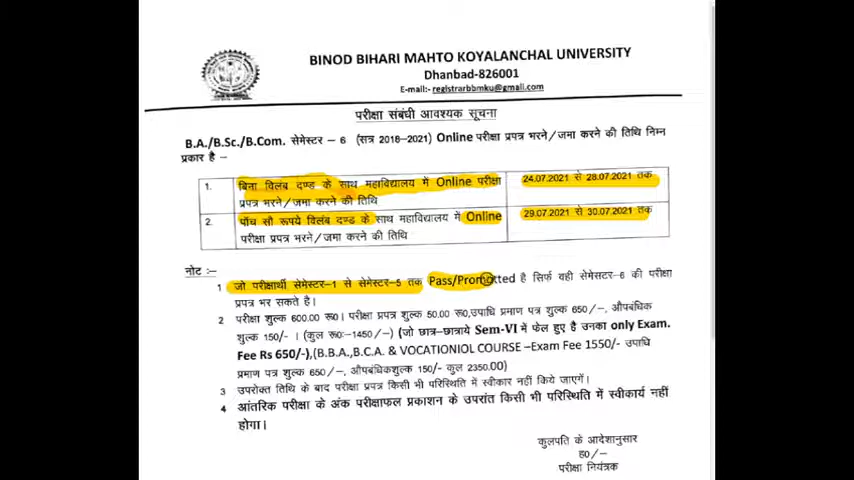 BINOD BIHARI MAHTO KOYALANCHAL UNIVERSITY
Dhanbad-826001
E-mail:- registrarbbmku@gmail.com
परीक्षा संबंधी आवश्यक सूचना
B.A./B.Sc./B.Com. सेमेस्टर – 6 (सत्र 2018–2021) Online परीक्षा प्रपत्र भरने/जमा करने की तिथि निम्न
प्रकार है –
1. बिना विलंब दण्ड के साथ महाविद्यालय में Online परीक्षा 24.07.2021 से 28.07.2021 तक
प्रपत्र भरने/जमा करने की तिथि
2. पाँच सौ रूपये विलंब दण्ड के साथ महाविद्यालय में Online 29.07.2021 से 30.07.2021 तक
परीक्षा प्रपत्र भरने/जमा करने की तिथि
नोट :–
1 जो परीक्षार्थी सेमेस्टर–1 से सेमेस्टर–5 तक Pass/Promotted है सिर्फ वही सेमेसटर–6 की परीक्षा
प्रपत्र भर सकते है।
2 परीक्षा शुल्क 600.00 रू0। परीक्षा प्रपत्र शुल्क 50.00 रू0,उपाधि प्रमाण पत्र शुल्क 650/–, औपबंधिक
शुल्क 150/– । (कुल रू0:–1450/–) (जो छात्र–छात्राये Sem-VI में फेल हुए है उनका only Exam.
Fee Rs 650/-),(B.B.A.,B.C.A. & VOCATIONIOL COURSE –Exam Fee 1550/- उपाधि
प्रमाण पत्र शुल्क 650/–, औपबंधिकशुल्क 150/– कुल 2350.00)
3 उपरोक्त तिथि के बाद परीक्षा प्रपत्र किसी भी परिस्थिति में स्वीकार नहीं किये जाएगें।
4 आंतरिक परीक्षा के अंक परीक्षाफल प्रकाशन के उपरांत किसी भी परिस्थिति में स्वीकार्य नहीं
होगा।
कुलपति के आदेशानुसार
ह0/–
परीक्षा नियंत्रक